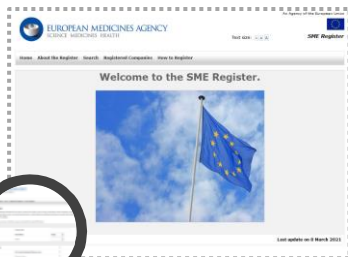 An Agency of the European Union
EUROPEAN MEDICINES AGENCY
SCIENCE MEDICINES HEALTH
Text size:
SME Register
Home About the Register Search Registered Companies How to Register
Welcome to the SME Register.
Last update on 8 March 2021